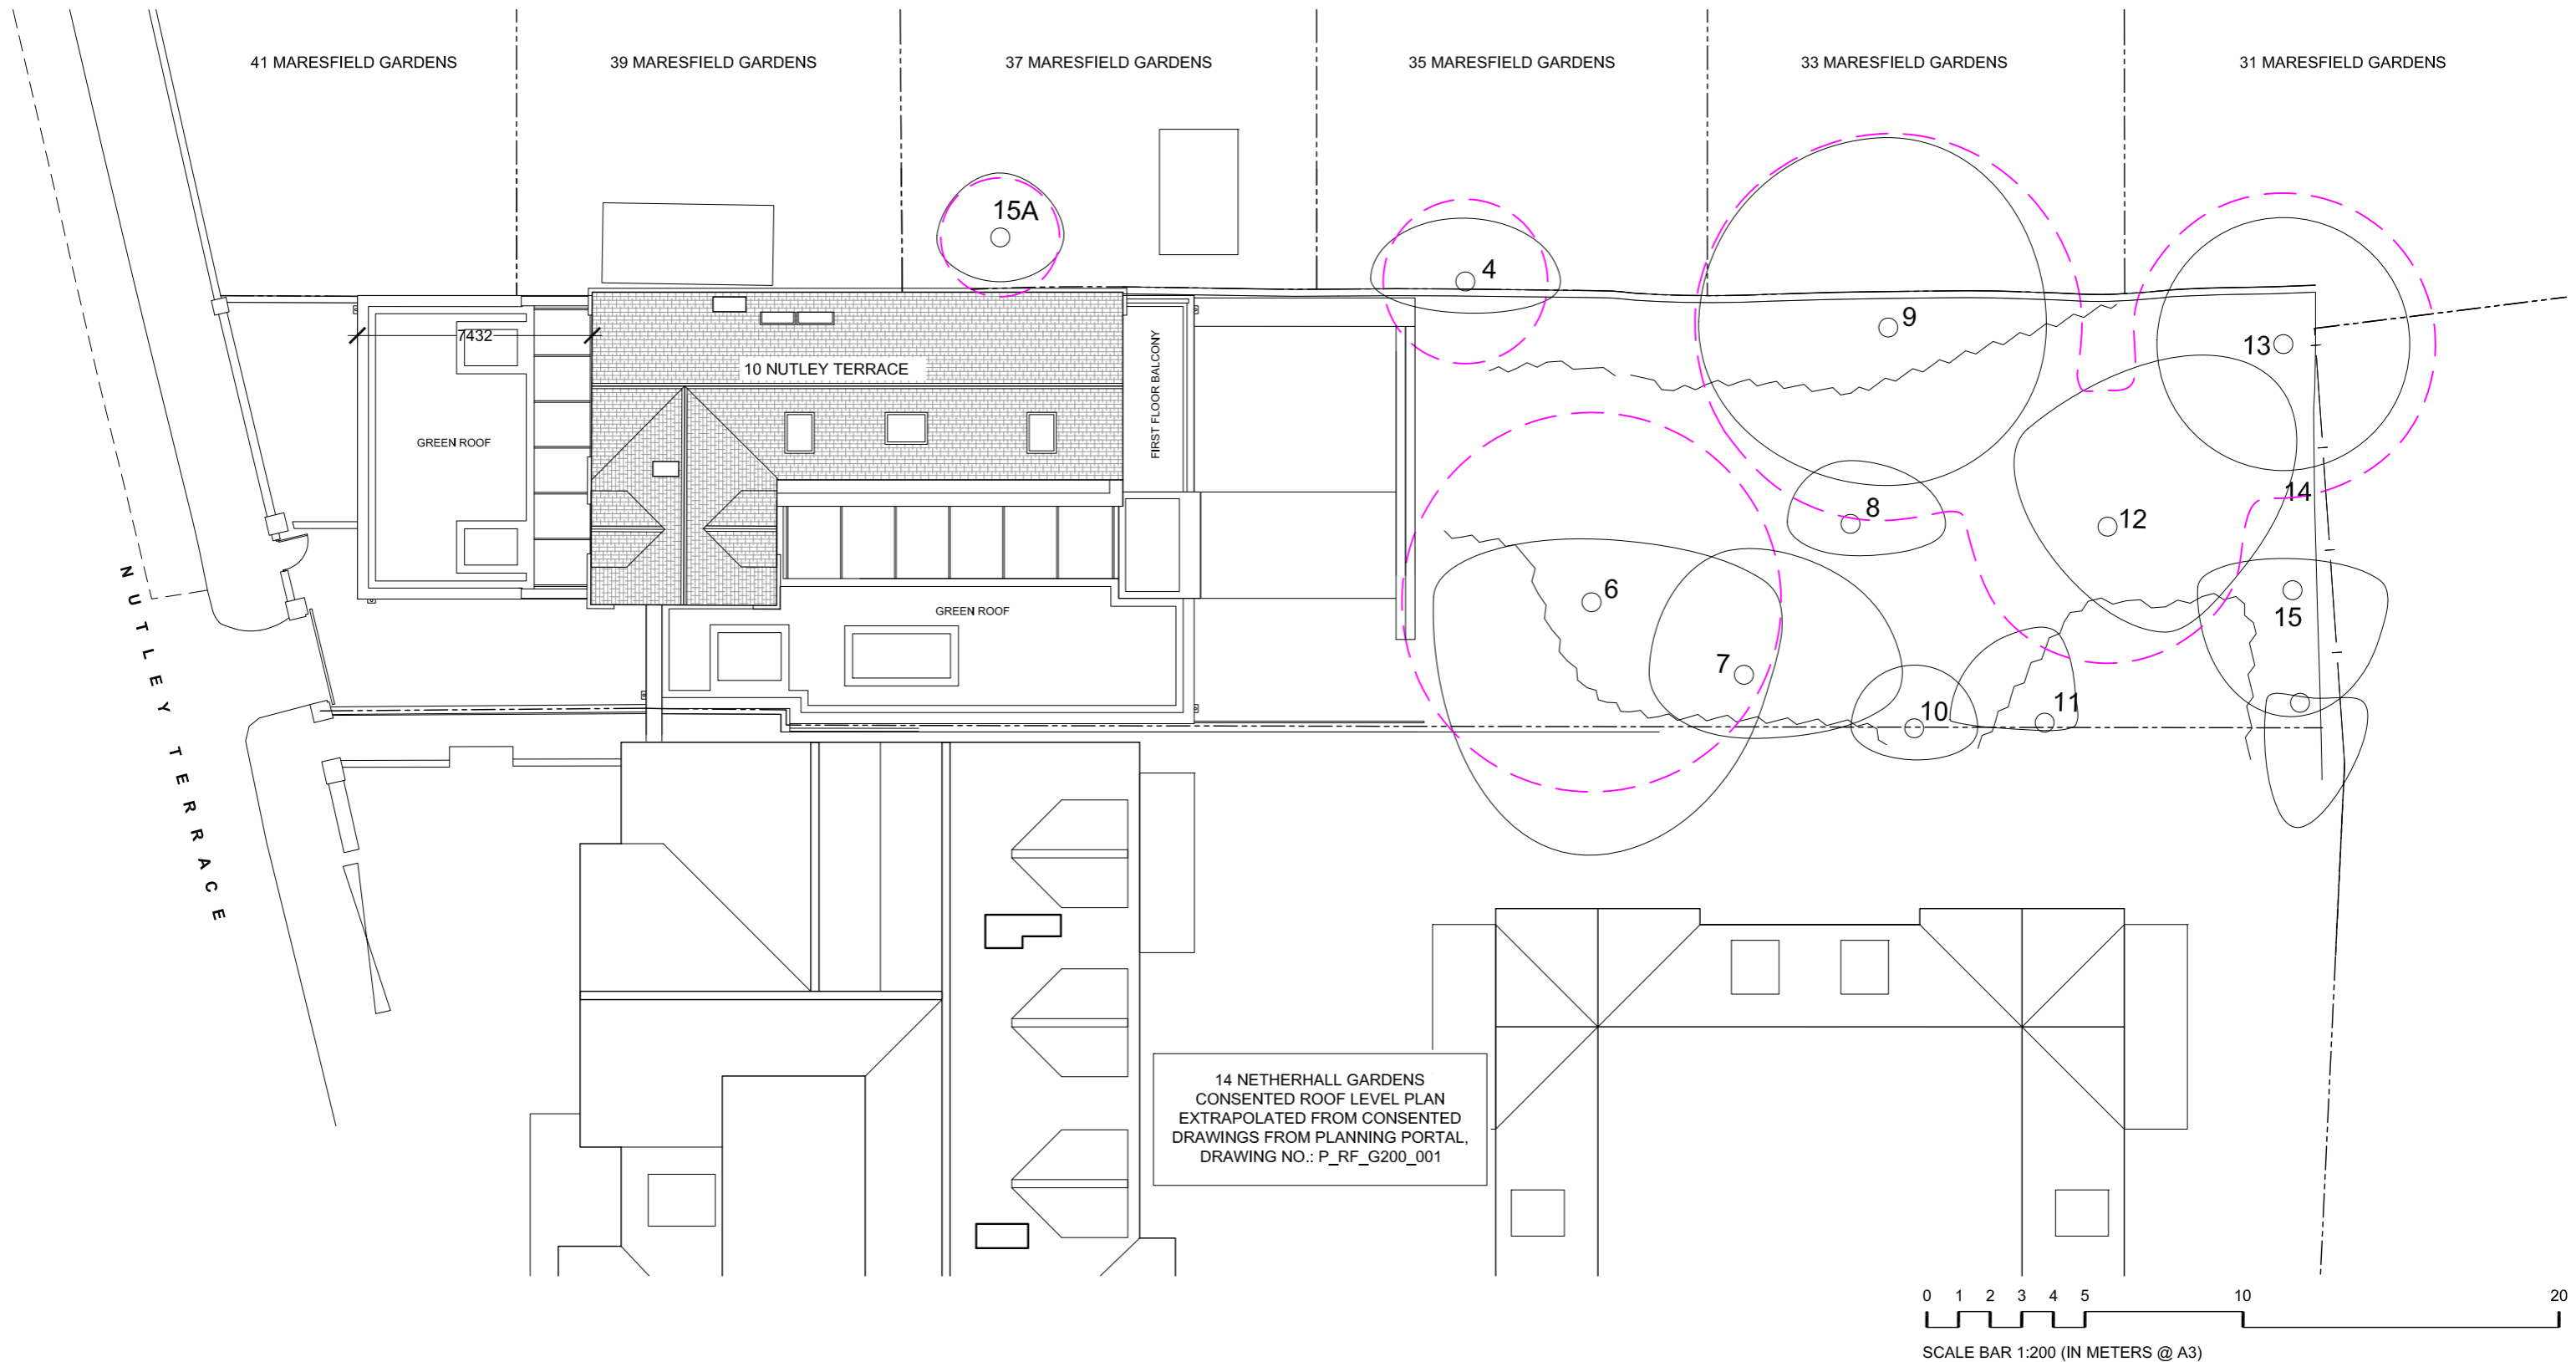 41 MARESFIELD GARDENS
39 MARESFIELD GARDENS
37 MARESFIELD GARDENS
35 MARESFIELD GARDENS
33 MARESFIELD GARDENS
31 MARESFIELD GARDENS
15A
4
9
13
7432
10 NUTLEY TERRACE
FIRST FLOOR BALCONY
GREEN ROOF
14
8
12
6
15
GREEN ROOF
7
10
11
NUTLEY TERRACE
14 NETHERHALL GARDENS
CONSENTED ROOF LEVEL PLAN
EXTRAPOLATED FROM CONSENTED
DRAWINGS FROM PLANNING PORTAL,
DRAWING NO.: P_RF_G200_001
0 1 2 3 4 5 10 20
SCALE BAR 1:200 (IN METERS @ A3)